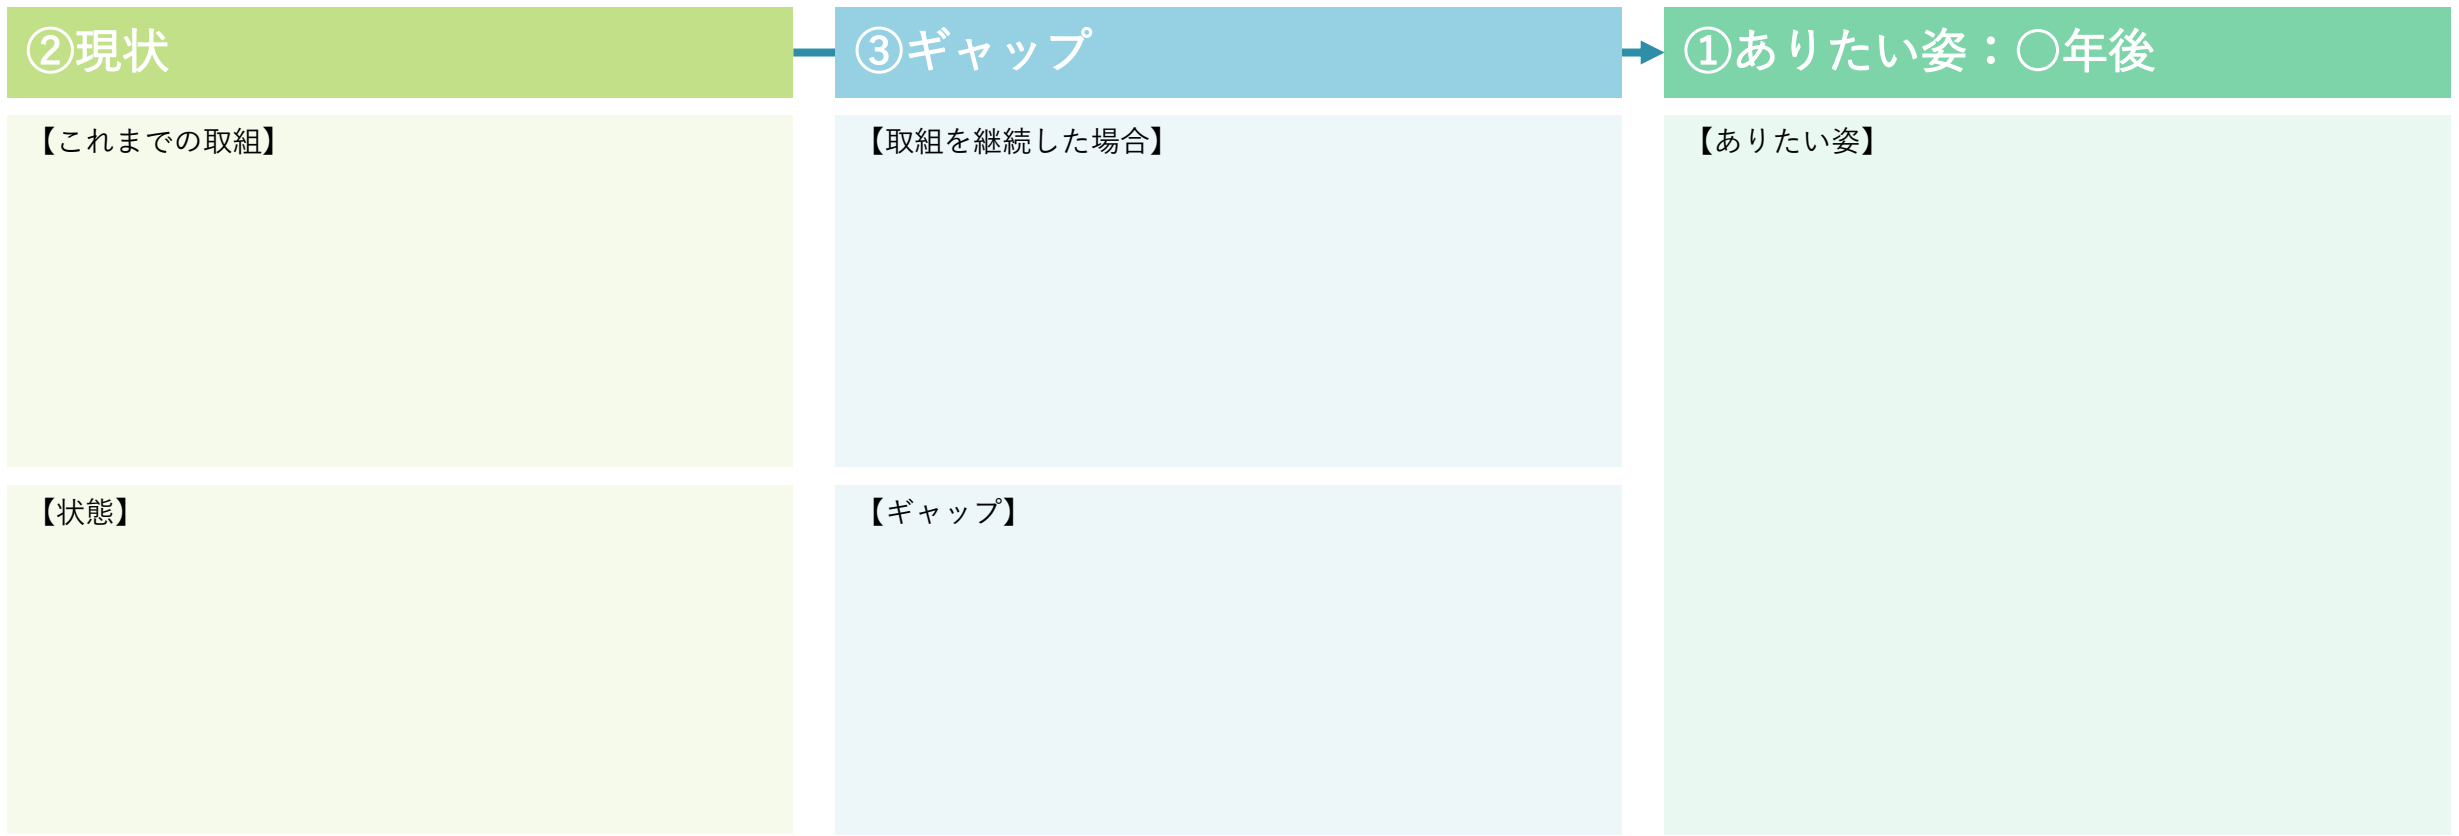 ②現状
③ギャップ
①ありたい姿：〇年後
【これまでの取組】
【取組を継続した場合】
【ありたい姿】
【状態】
【ギャップ】